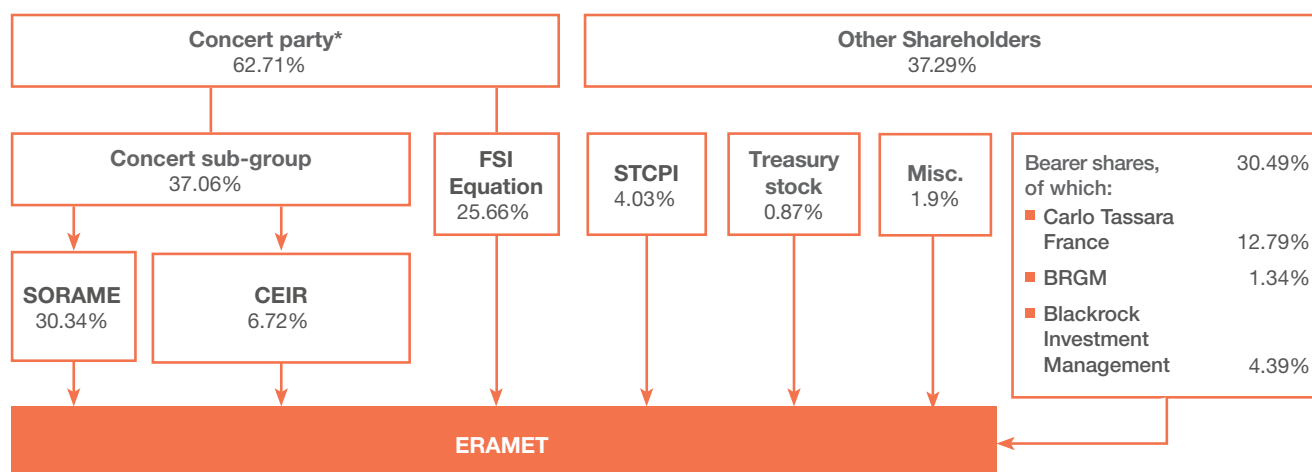 Concert party*
62.71%
Other Shareholders
37.29%
Concert sub-group
37.06%
FSI
Equation
25.66%
STCPI
4.03%
Treasury
stock
0.87%
Misc.
1.9%
Bearer shares, 30.49%
of which:
Carlo Tassara
France 12.79%
BRGM 1.34%
Blackrock
Investment
Management 4.39%
SORAME
30.34%
CEIR
6.72%
ERAMET